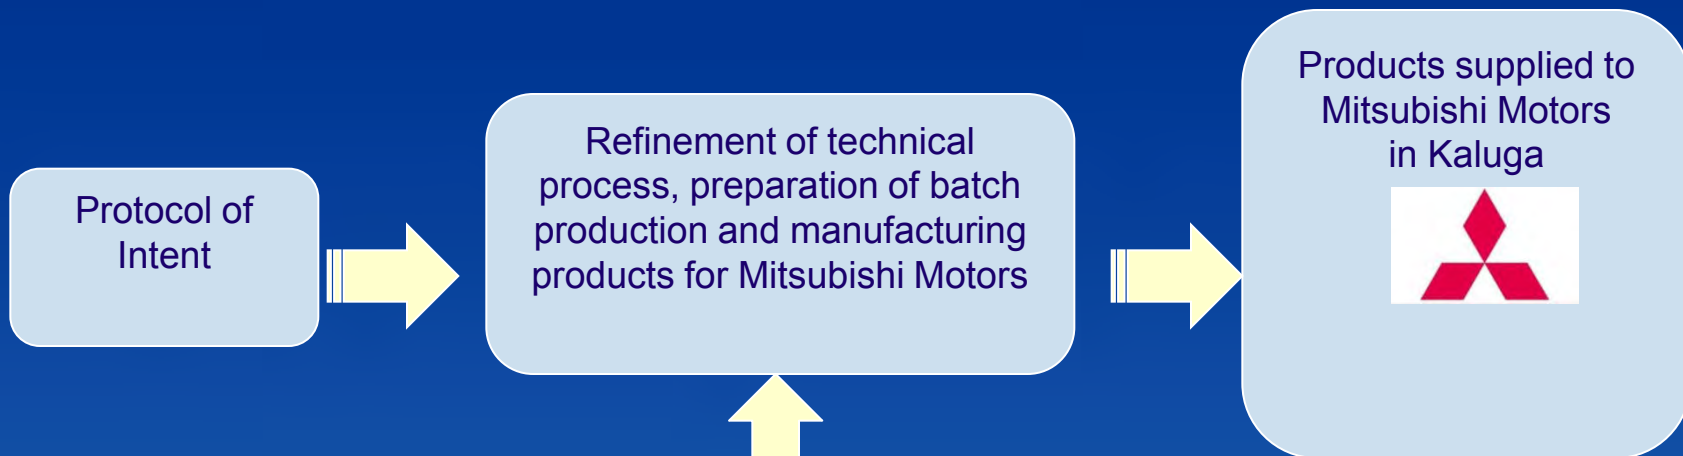 Protocol of
Intent
Refinement of technical
process, preparation of batch
production and manufacturing
products for Mitsubishi Motors
Products supplied to
Mitsubishi Motors
in Kaluga